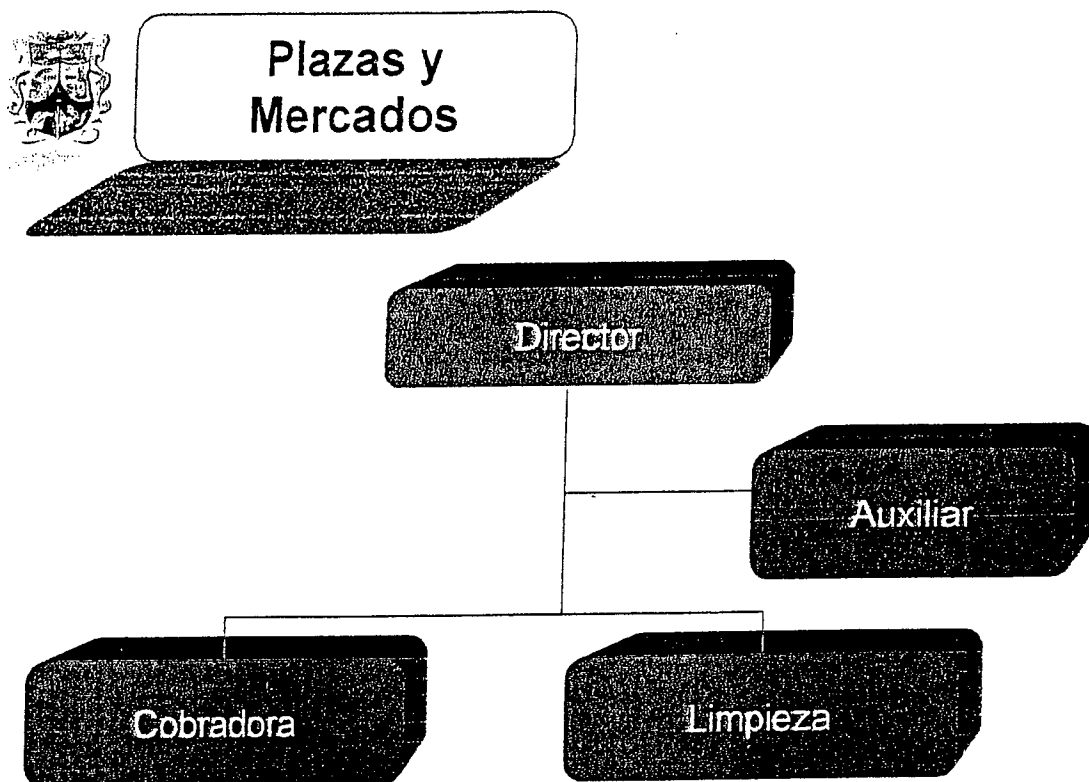 Plazas y
Mercados
Director
Auxiliar
Cobradora
Limpieza